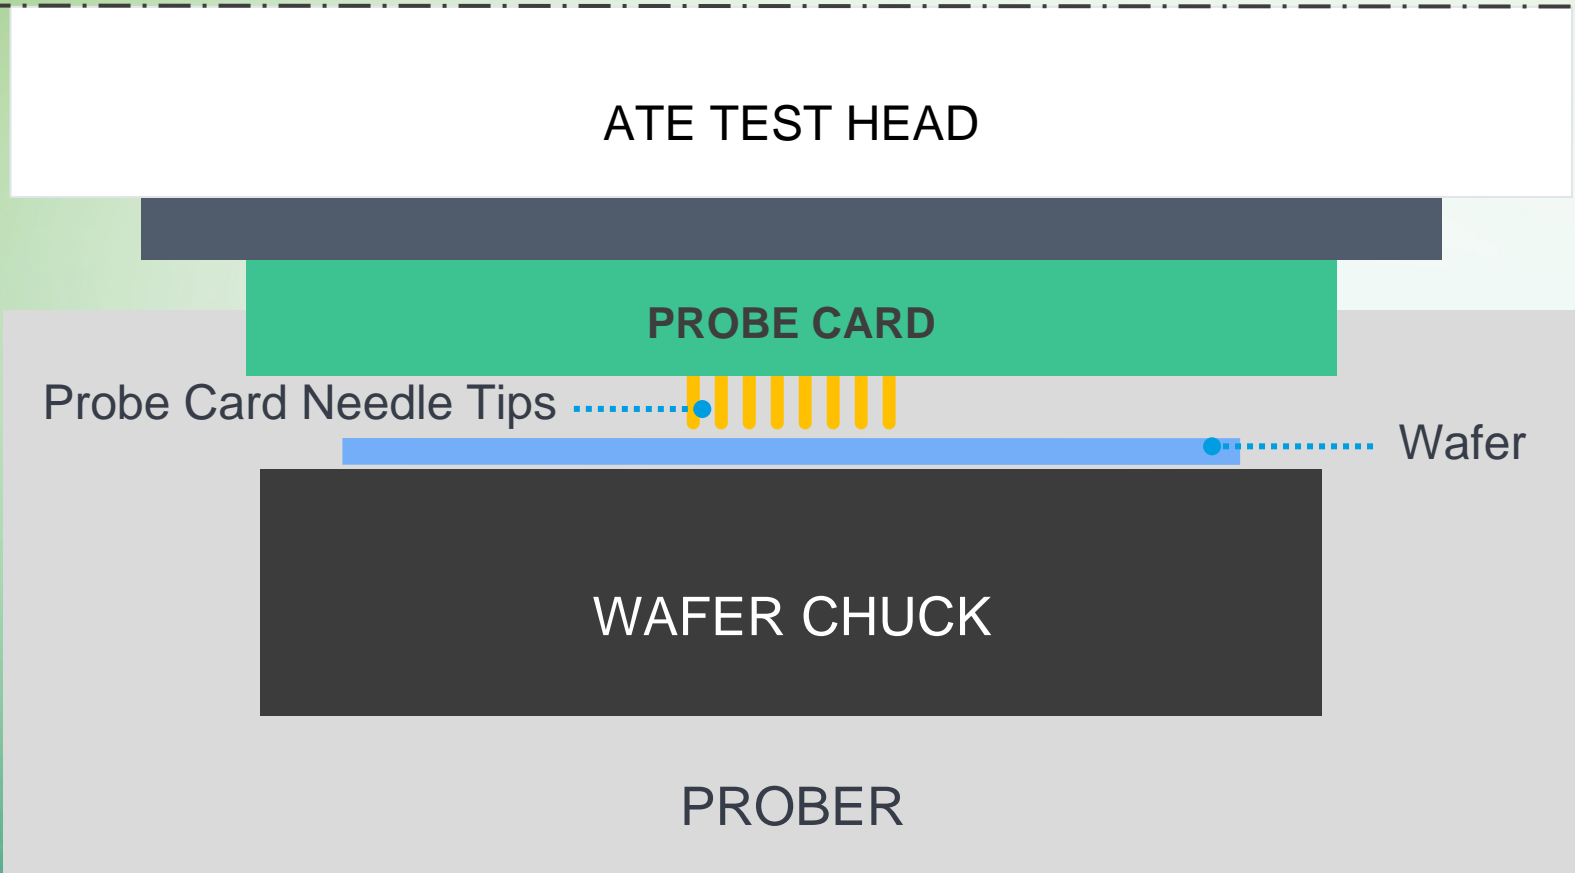 ATE TEST HEAD
PROBE CARD
Probe Card Needle Tips
Wafer
WAFER CHUCK
PROBER